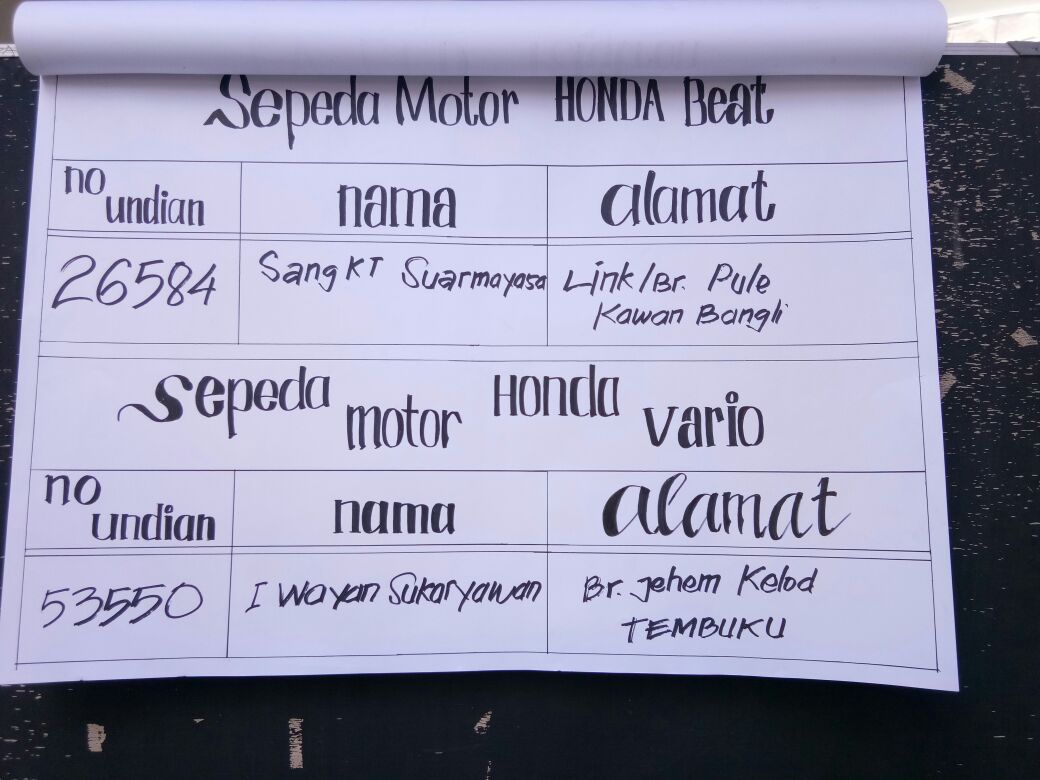 Sepeda Motor HONDA Beat
no undian nama alamat
26584 Sang KT Suarmayasa Link/Br. Pule
Kawan Bangli
Sepeda motor Honda vario
no undian nama alamat
53550 I Wayan Sukaryawan Br. Jehem Kelod
TEMBUKU